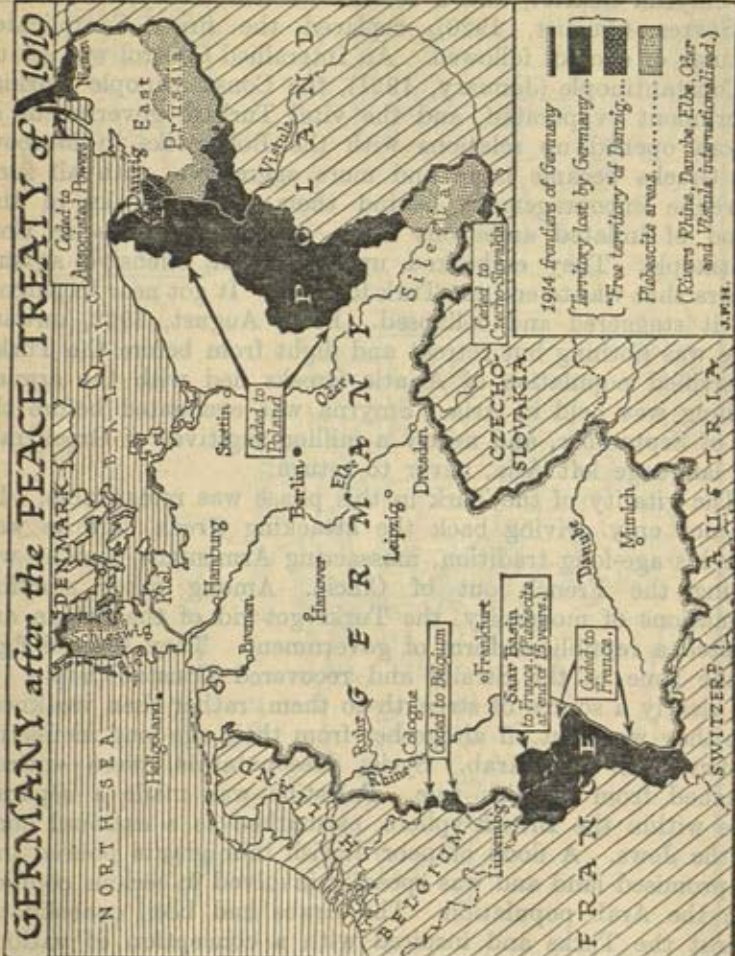 GERMANY after the PEACE TREATY of 1919
NORTH SEA
BALTIC
DENMARK
Schleswig
Kiel
Heligoland
Ceded to
Associated Powers
Niemen
Danzig
East
Prussia
Vistula
POLAND
Hamburg
Bremen
Stettin
Ceded to
Poland
Oder
Berlin
Hanover
HOLLAND
GERMANY
Elbe
Leipzig
Dresden
Silesia
Ruhr
Rhine
Cologne
Ceded to Belgium
BELGIUM
Luxembg
Frankfurt
Saar Basin
to France. Plebiscite
at end of 15 years.
Ceded to
Czecho-Slovakia
CZECHO-
SLOVAKIA
Ceded to
France.
FRANCE
Danube
Munich
SWITZERD
AUSTRIA
1914 frontiers of Germany
Territory lost by Germany
"Free territory" of Danzig
Plebiscite areas
(Rivers Rhine, Danube, Elbe, Oder
and Vistula internationalised.)
J.F.H.